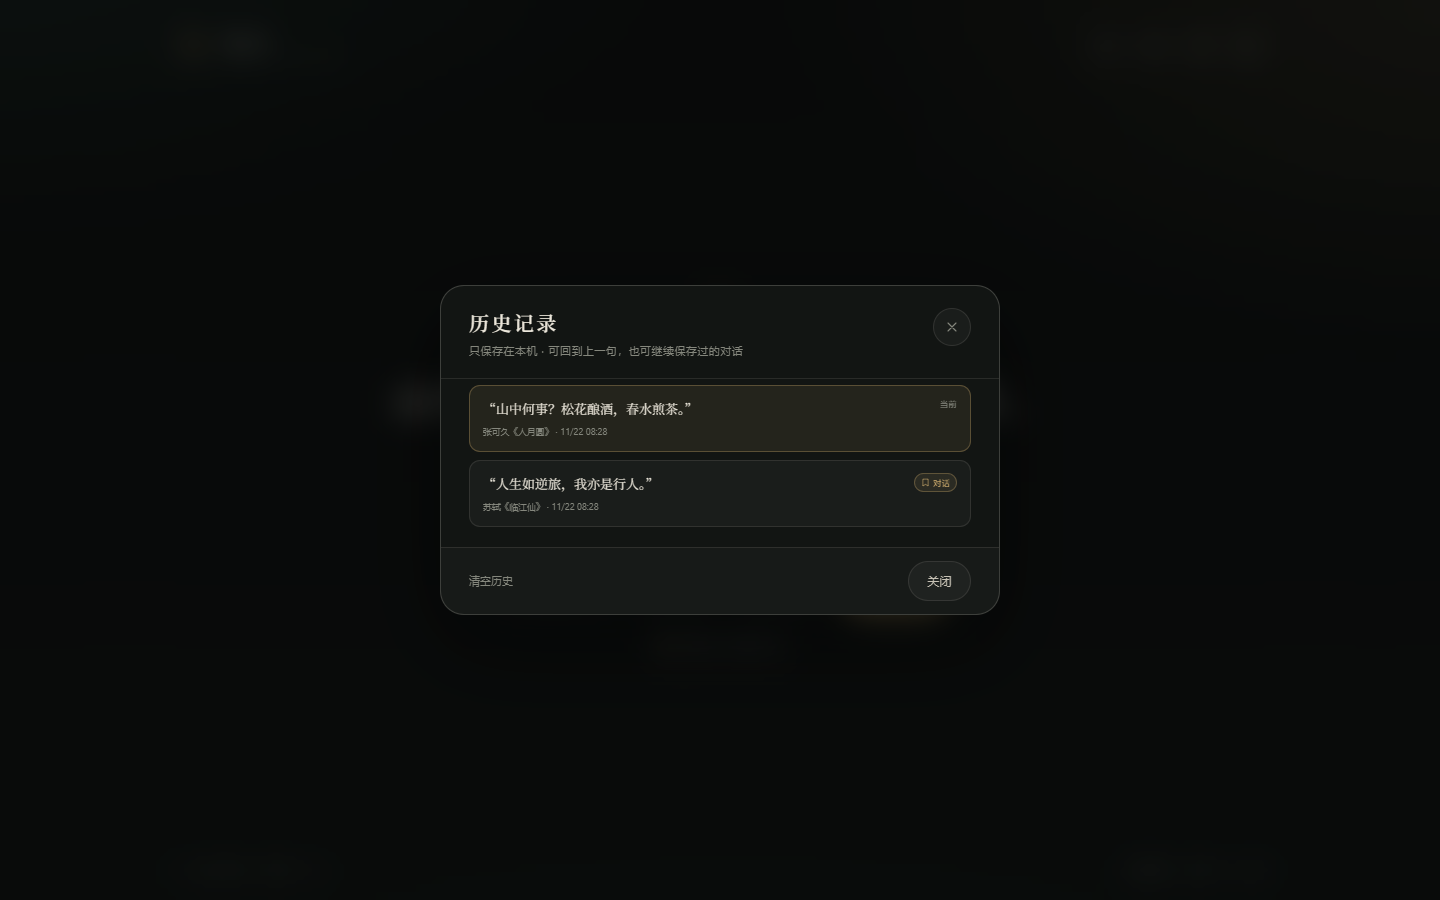 历史记录
只保存在本机 · 可回到上一句，也可继续保存过的对话
“山中何事？松花酿酒，春水煎茶。”
当前
张可久《人月圆》 · 11/22 08:28
“人生如逆旅，我亦是行人。”
对话
苏轼《临江仙》 · 11/22 08:28
清空历史
关闭